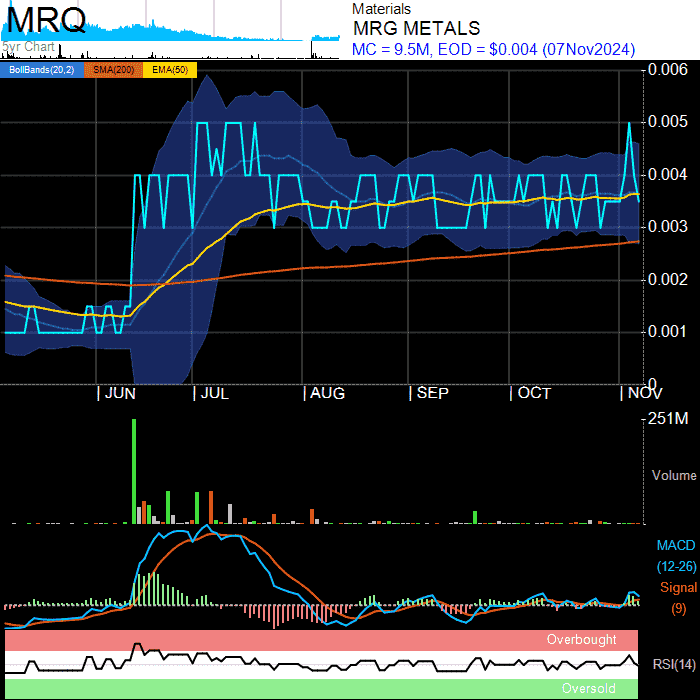 MRQ
Materials
MRG METALS
MC = 9.5M, EOD = $0.004 (07Nov2024)
5yr Chart
BollBands(20,2) SMA(200) EMA(50)
0.006
0.005
0.004
0.003
0.002
0.001
0
JUN JUL AUG SEP OCT NOV
251M
Volume
MACD
(12-26)
Signal
(9)
Overbought
RSI(14)
Oversold